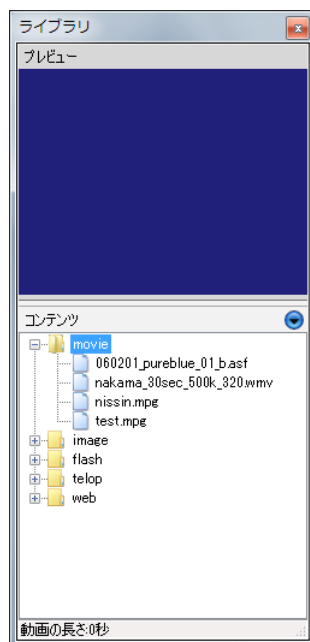 ライブラリ
プレビュー
コンテンツ
movie
060201_pureblue_01_b.asf
nakama_30sec_500k_320.wmv
nissin.mpg
test.mpg
image
flash
telop
web
動画の長さ:0秒